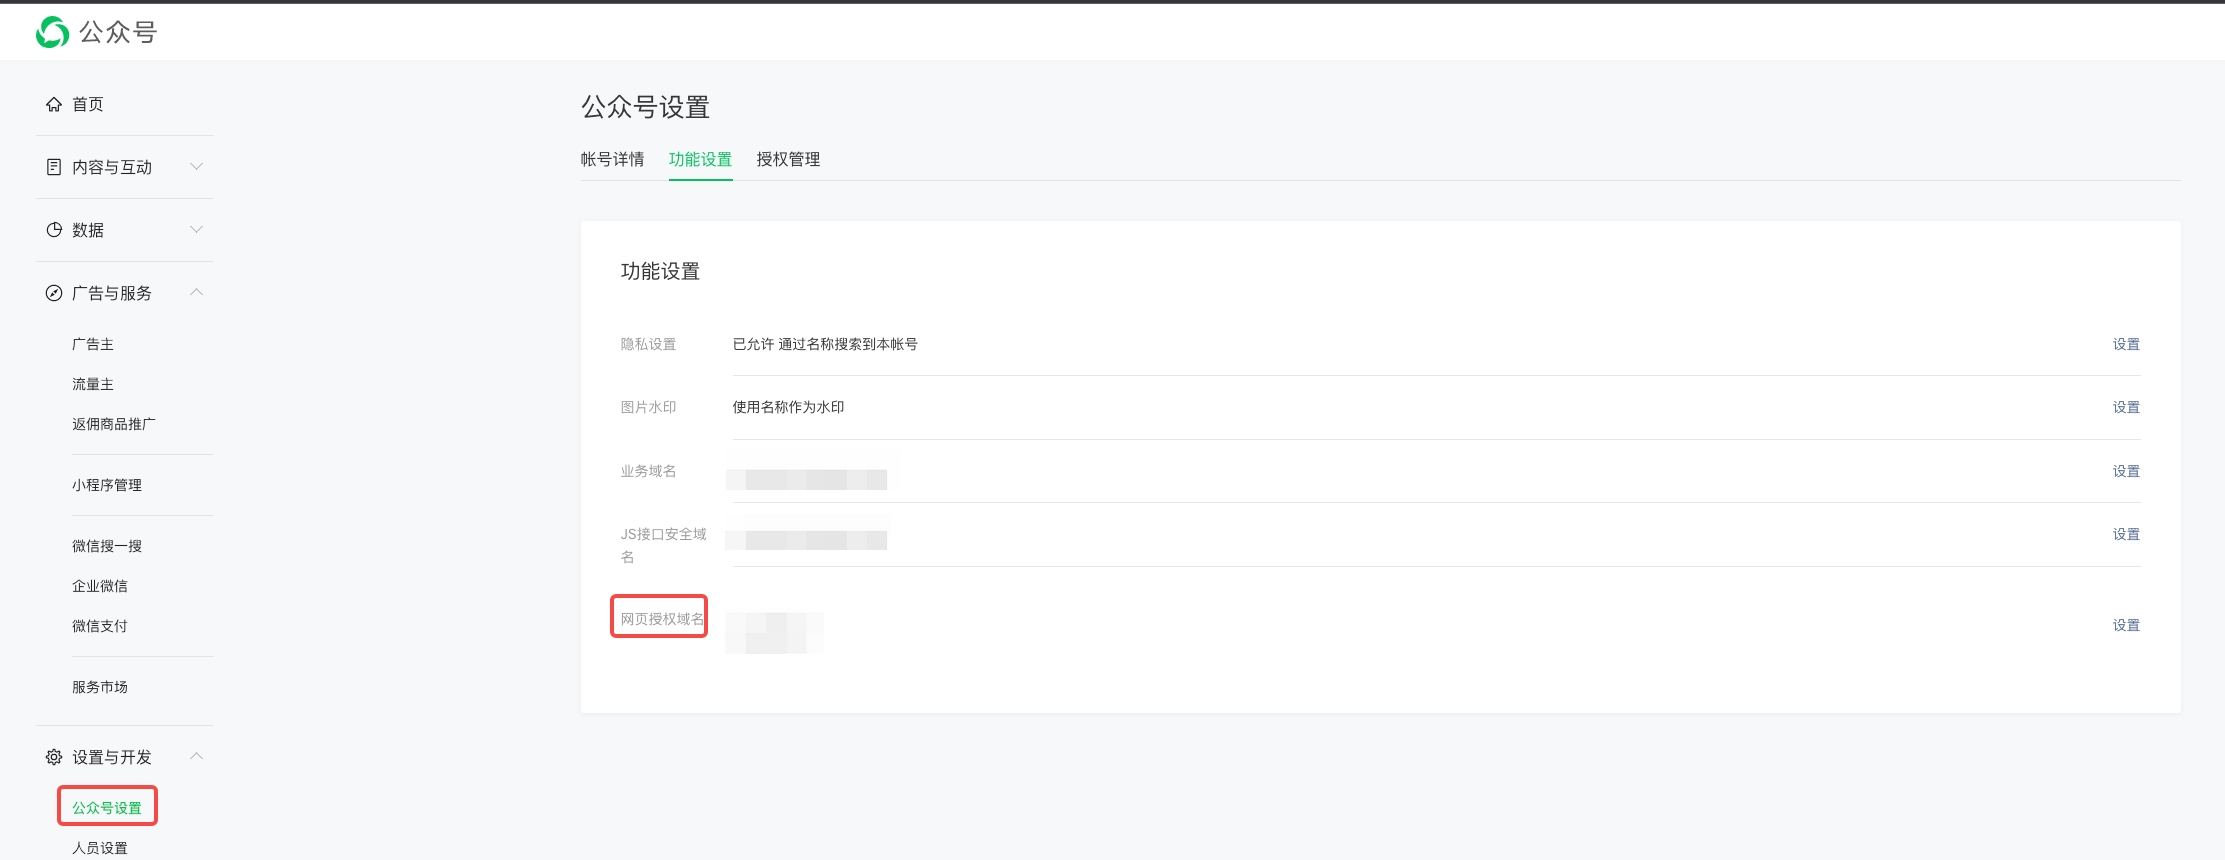 公众号
首页
内容与互动
数据
广告与服务
广告主
流量主
返佣商品推广
小程序管理
微信搜一搜
企业微信
微信支付
服务市场
设置与开发
公众号设置
人员设置
公众号设置
帐号详情 功能设置 授权管理
功能设置
隐私设置 已允许 通过名称搜索到本帐号 设置
图片水印 使用名称作为水印 设置
业务域名 设置
JS接口安全域 设置
名
网页授权域名 设置